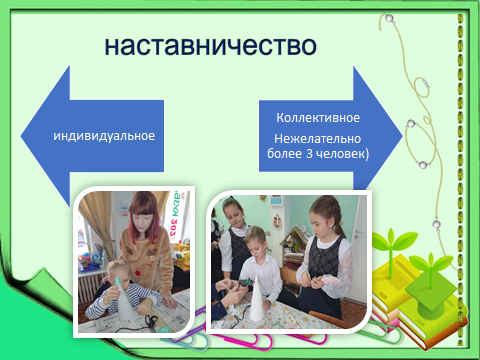 наставничество
индивидуальное
Коллективное
Нежелательно
более 3 человек)